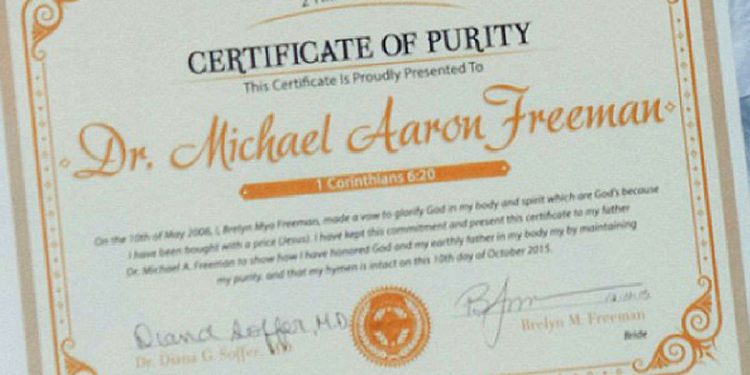 CERTIFICATE OF PURITY
This Certificate Is Proudly Presented To
Dr. Michael Aaron Freeman
1 Corinthians 6:20
On the 10th of May 2008, I, Brelyn Mya Freeman, made a vow to glorify God in my body and spirit which are God's because
I have been bought with a price (Jesus). I have kept this commitment and present this certificate to my father
Dr. Michael A. Freeman to show how I have honored God and my earthly father in my body my by maintaining
my purity, and that my hymen is intact on this 10th day of October 2015.
Diana Soffer, M.D.
Dr. Diana G. Soffer,
Brelyn M. Freeman
Bride